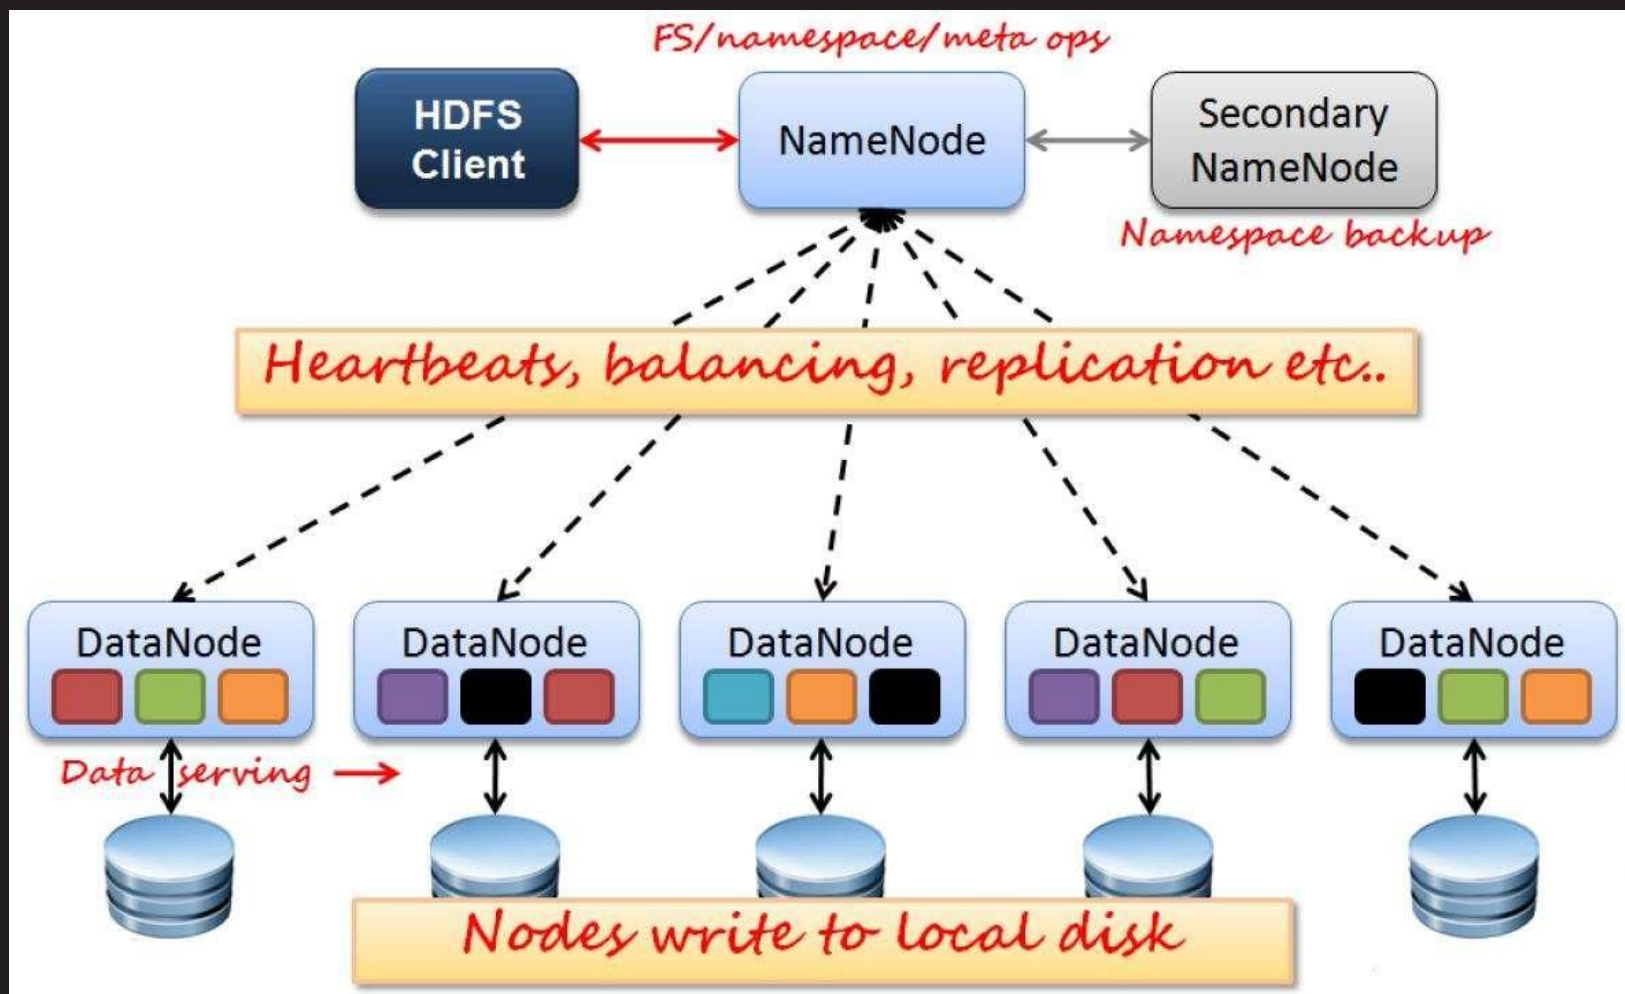 FS/namespace/meta ops
HDFS
Client
NameNode
Secondary
NameNode
Namespace backup
Heartbeats, balancing, replication etc..
DataNode
DataNode
DataNode
DataNode
DataNode
Data serving
Nodes write to local disk